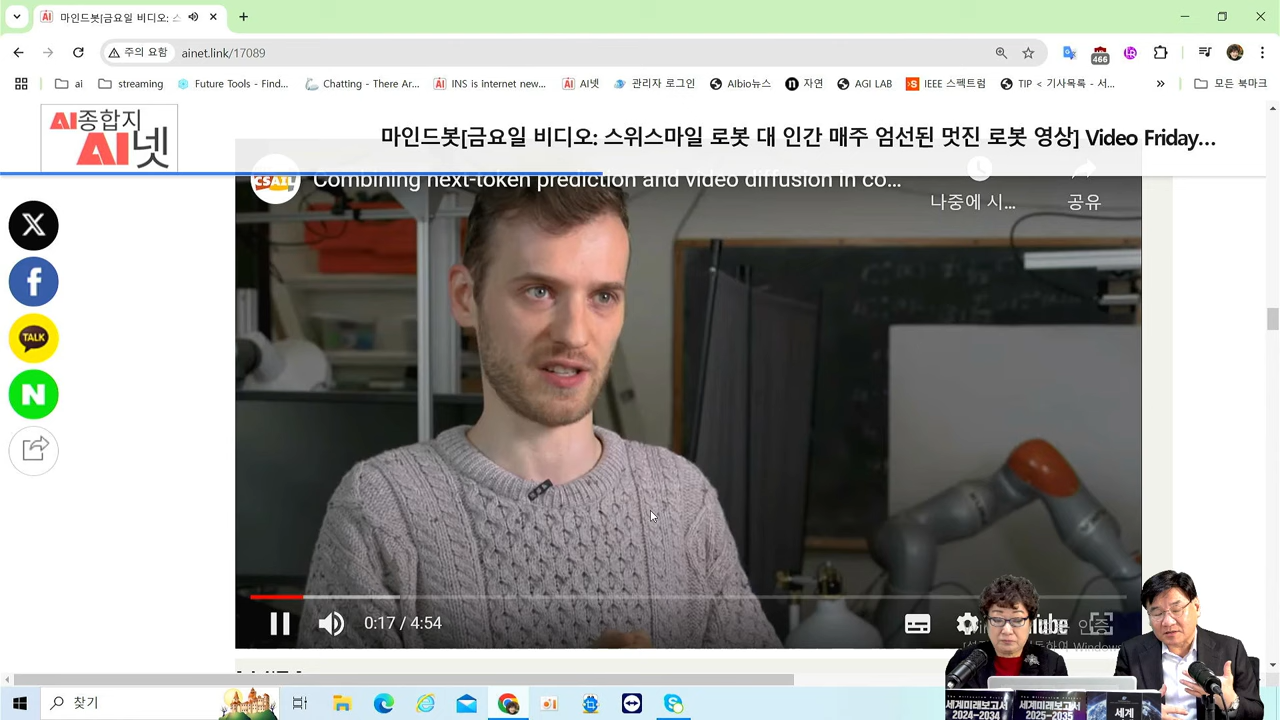 마인드봇[금요일 비디오: 스
주의 요함
ainet.link/17089
466
ai
streaming
Future Tools - Find...
Chatting - There Ar...
INS is internet new...
AI넷
관리자 로그인
AIbio뉴스
자연
AGI LAB
IEEE 스펙트럼
TIP < 기사목록 - 서...
모든 북마크
AI종합지
AI넷
마인드봇[금요일 비디오: 스위스마일 로봇 대 인간 매주 엄선된 멋진 로봇 영상] Video Friday...
CSAIL
Combining next-token prediction and video diffusion in co...
나중에 시...
공유
TALK
N
0:17 / 4:54
인증
Windows
찾기
세계미래보고서
2024-2034
세계미래보고서
2025-2035
세계